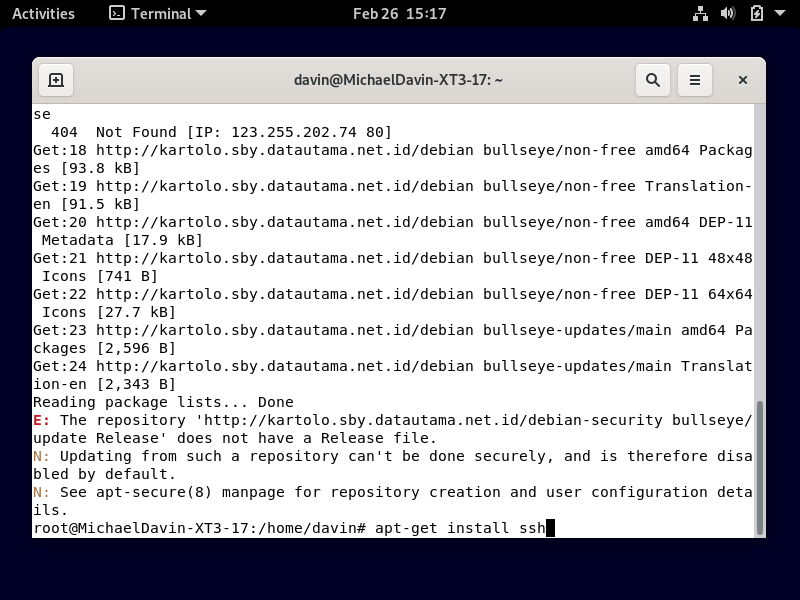 Activities Terminal Feb 26 15:17
davin@MichaelDavin-XT3-17: ~
se
  404  Not Found [IP: 123.255.202.74 80]
Get:18 http://kartolo.sby.datautama.net.id/debian bullseye/non-free amd64 Packag
es [93.8 kB]
Get:19 http://kartolo.sby.datautama.net.id/debian bullseye/non-free Translation-
en [91.5 kB]
Get:20 http://kartolo.sby.datautama.net.id/debian bullseye/non-free amd64 DEP-11
 Metadata [17.9 kB]
Get:21 http://kartolo.sby.datautama.net.id/debian bullseye/non-free DEP-11 48x48
 Icons [741 B]
Get:22 http://kartolo.sby.datautama.net.id/debian bullseye/non-free DEP-11 64x64
 Icons [27.7 kB]
Get:23 http://kartolo.sby.datautama.net.id/debian bullseye-updates/main amd64 Pa
ckages [2,596 B]
Get:24 http://kartolo.sby.datautama.net.id/debian bullseye-updates/main Translat
ion-en [2,343 B]
Reading package lists... Done
E: The repository 'http://kartolo.sby.datautama.net.id/debian-security bullseye/
update Release' does not have a Release file.
N: Updating from such a repository can't be done securely, and is therefore disa
bled by default.
N: See apt-secure(8) manpage for repository creation and user configuration deta
ils.
root@MichaelDavin-XT3-17:/home/davin# apt-get install ssh